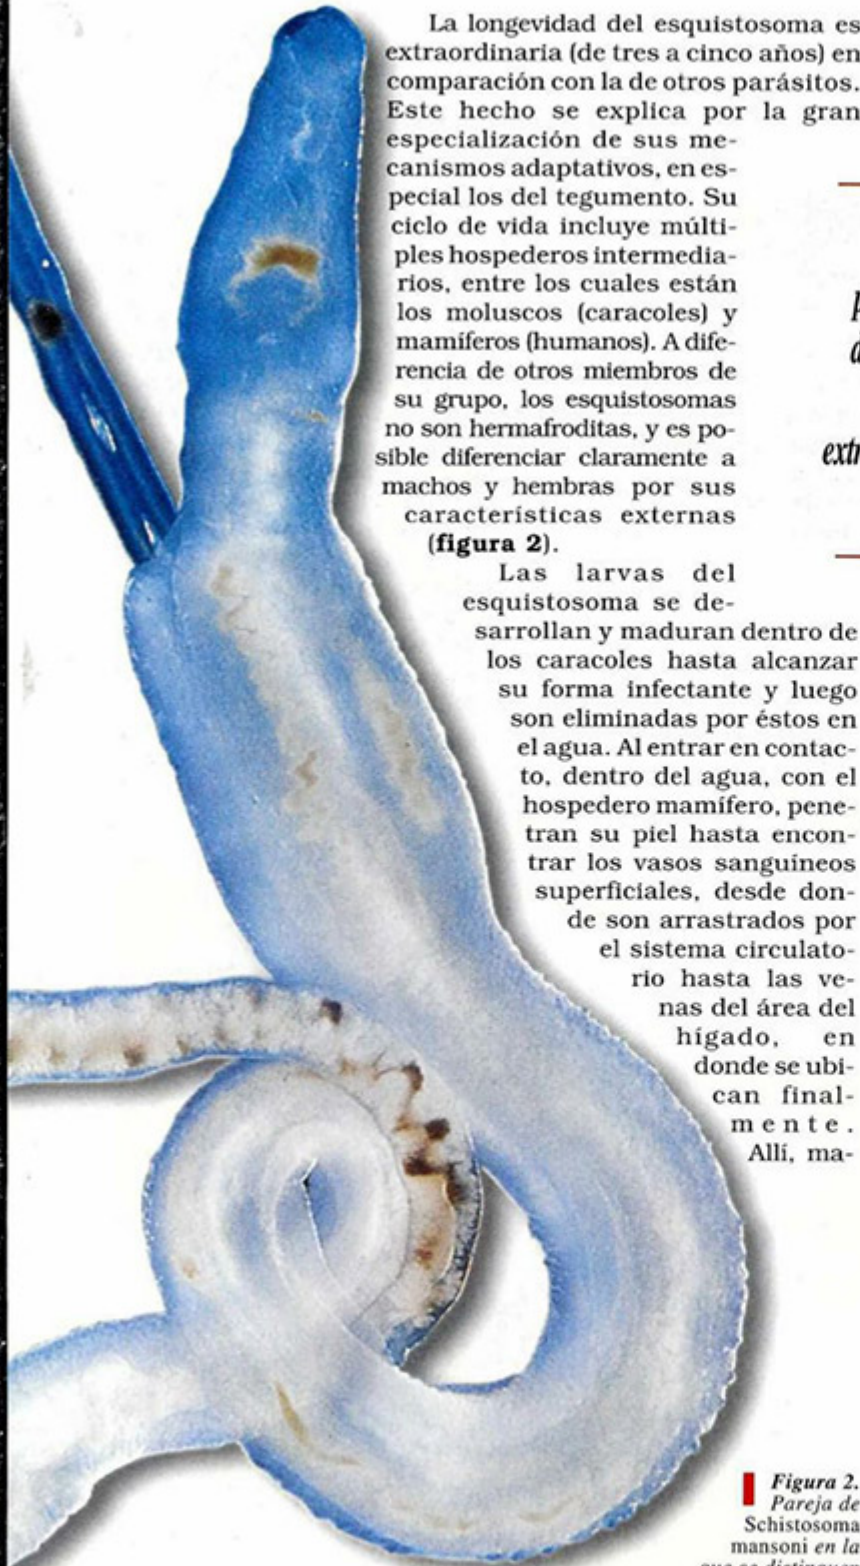 La longevidad del esquistosoma es
extraordinaria (de tres a cinco años) en
comparación con la de otros parásitos.
Este hecho se explica por la gran
especialización de sus me-
canismos adaptativos, en es-
pecial los del tegumento. Su
ciclo de vida incluye múlti-
ples hospederos intermedia-
rios, entre los cuales están
los moluscos (caracoles) y
mamíferos (humanos). A dife-
rencia de otros miembros de
su grupo, los esquistosomas
no son hermafroditas, y es po-
sible diferenciar claramente a
machos y hembras por sus
características externas
(figura 2).
Las larvas del
esquistosoma se de-
sarrollan y maduran dentro de
los caracoles hasta alcanzar
su forma infectante y luego
son eliminadas por éstos en
el agua. Al entrar en contac-
to, dentro del agua, con el
hospedero mamífero, pene-
tran su piel hasta encon-
trar los vasos sanguíneos
superficiales, desde don-
de son arrastrados por
el sistema circulato-
rio hasta las ve-
nas del área del
hígado, en
donde se ubi-
can final-
mente.
Allí, ma-
extr
Figura 2.
Pareja de
Schistosoma
mansoni en la
que se distinguen